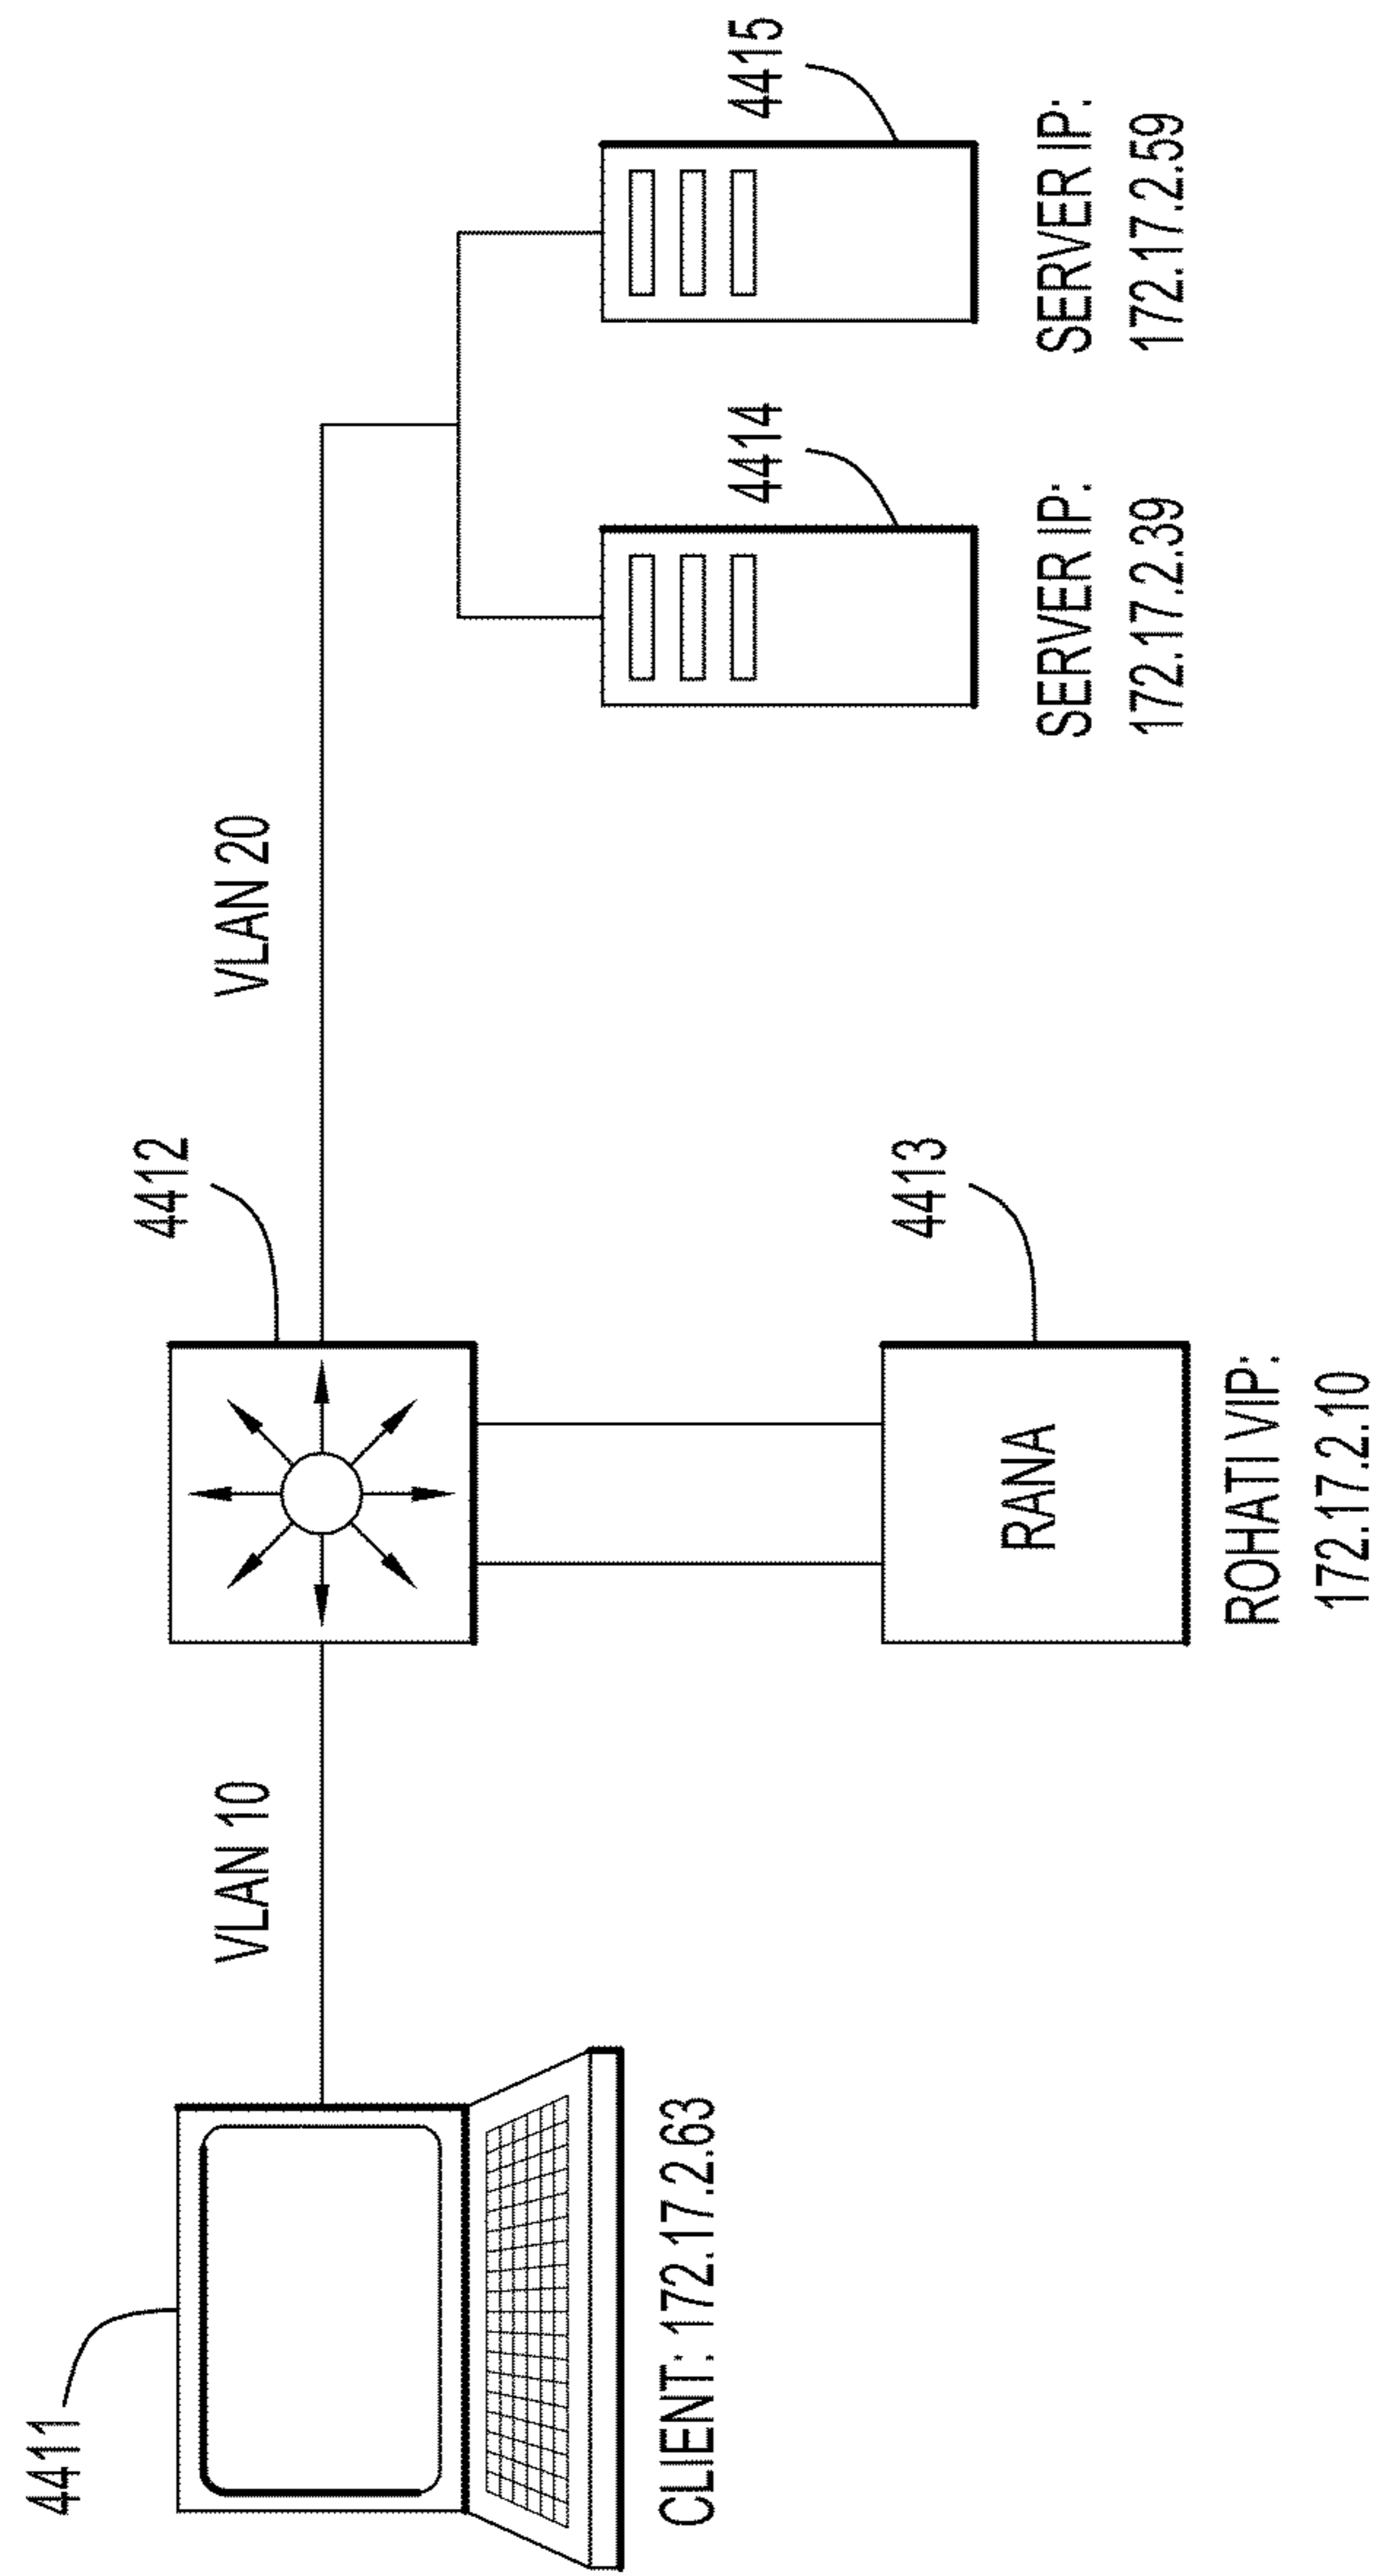 4411
CLIENT: 172.17.2.63
VLAN 10
4412
4413
RANA
ROHATI VIP:
172.17.2.10
VLAN 20
4414
SERVER IP:
172.17.2.39
4415
SERVER IP:
172.17.2.59